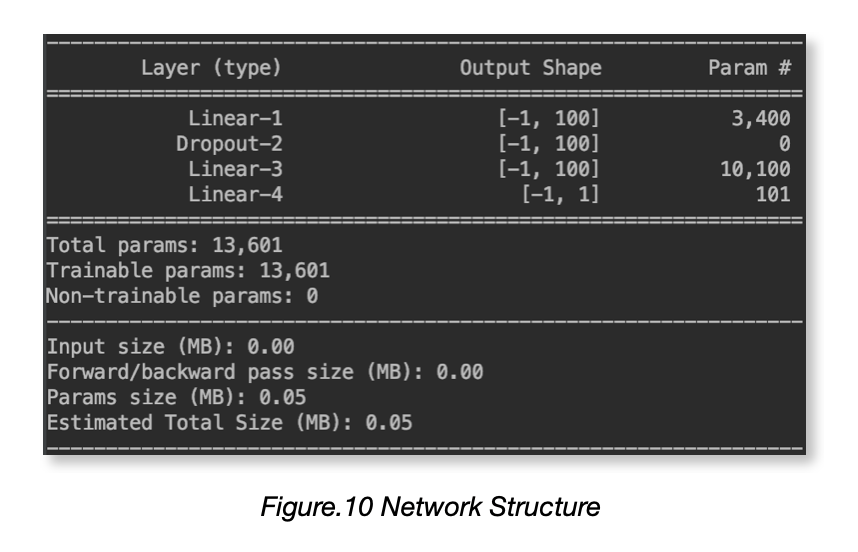 Layer (type) Output Shape Param #
Linear-1 [-1, 100] 3,400
Dropout-2 [-1, 100] 0
Linear-3 [-1, 100] 10,100
Linear-4 [-1, 1] 101
Total params: 13,601
Trainable params: 13,601
Non-trainable params: 0
Input size (MB): 0.00
Forward/backward pass size (MB): 0.00
Params size (MB): 0.05
Estimated Total Size (MB): 0.05
Figure.10 Network Structure